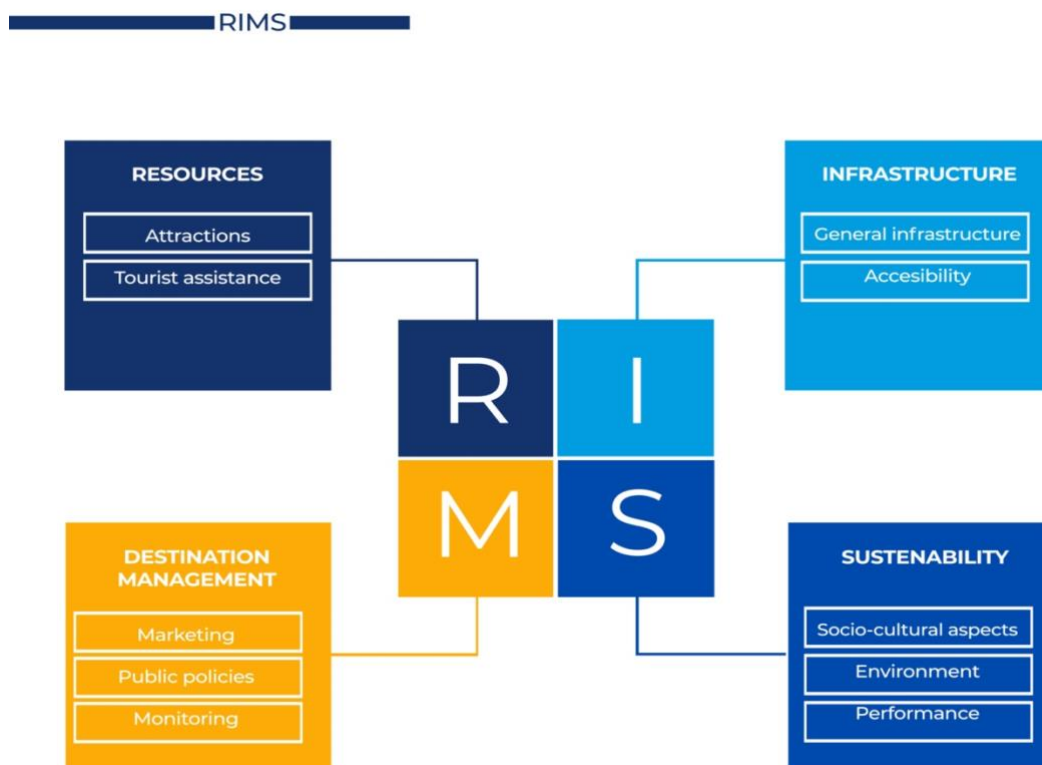 RIMS
RESOURCES
Attractions
Tourist assistance
INFRASTRUCTURE
General infrastructure
Accesibility
R
I
M
S
DESTINATION
MANAGEMENT
Marketing
Public policies
Monitoring
SUSTENABILITY
Socio-cultural aspects
Environment
Performance